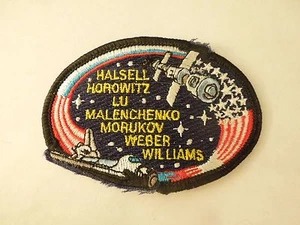 HALSELL
HOROWITZ
LU
MALENCHENKO
MORUKOV
WEBER
WILLIAMS